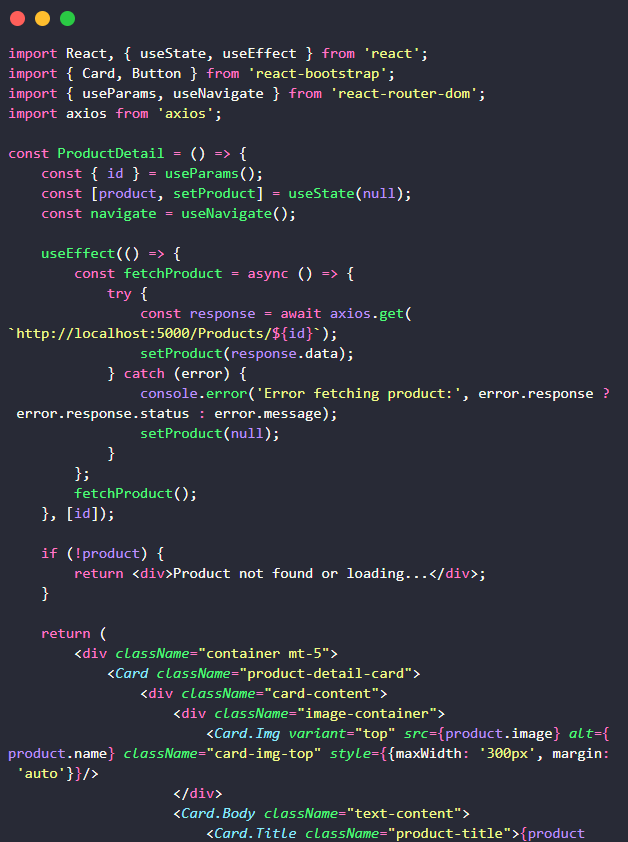 import React, { useState, useEffect } from 'react';
import { Card, Button } from 'react-bootstrap';
import { useParams, useNavigate } from 'react-router-dom';
import axios from 'axios';

const ProductDetail = () => {
    const { id } = useParams();
    const [product, setProduct] = useState(null);
    const navigate = useNavigate();

    useEffect(() => {
        const fetchProduct = async () => {
            try {
                const response = await axios.get(
`http://localhost:5000/Products/${id}`);
                setProduct(response.data);
            } catch (error) {
                console.error('Error fetching product:', error.response ?
 error.response.status : error.message);
                setProduct(null);
            }
        };
        fetchProduct();
    }, [id]);

    if (!product) {
        return <div>Product not found or loading...</div>;
    }

    return (
        <div className="container mt-5">
            <Card className="product-detail-card">
                <div className="card-content">
                    <div className="image-container">
                        <Card.Img variant="top" src={product.image} alt={
product.name} className="card-img-top" style={{maxWidth: '300px', margin:
 'auto'}}/>
                    </div>
                    <Card.Body className="text-content">
                        <Card.Title className="product-title">{product